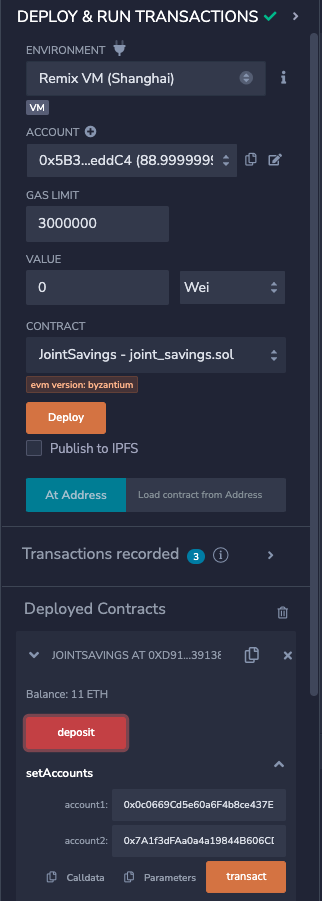 DEPLOY & RUN TRANSACTIONS
ENVIRONMENT
Remix VM (Shanghai)
VM
ACCOUNT
0x5B3...eddC4 (88.9999999
GAS LIMIT
3000000
VALUE
0 Wei
CONTRACT
JointSavings - joint_savings.sol
evm version: byzantium
Deploy
Publish to IPFS
At Address Load contract from Address
Transactions recorded 3 i
Deployed Contracts
JOINTSAVINGS AT 0XD91...39138
Balance: 11 ETH
deposit
setAccounts
account1: 0x0c0669Cd5e60a6F4b8ce437E
account2: 0x7A1f3dFAa0a4a19844B606CD
Calldata Parameters transact